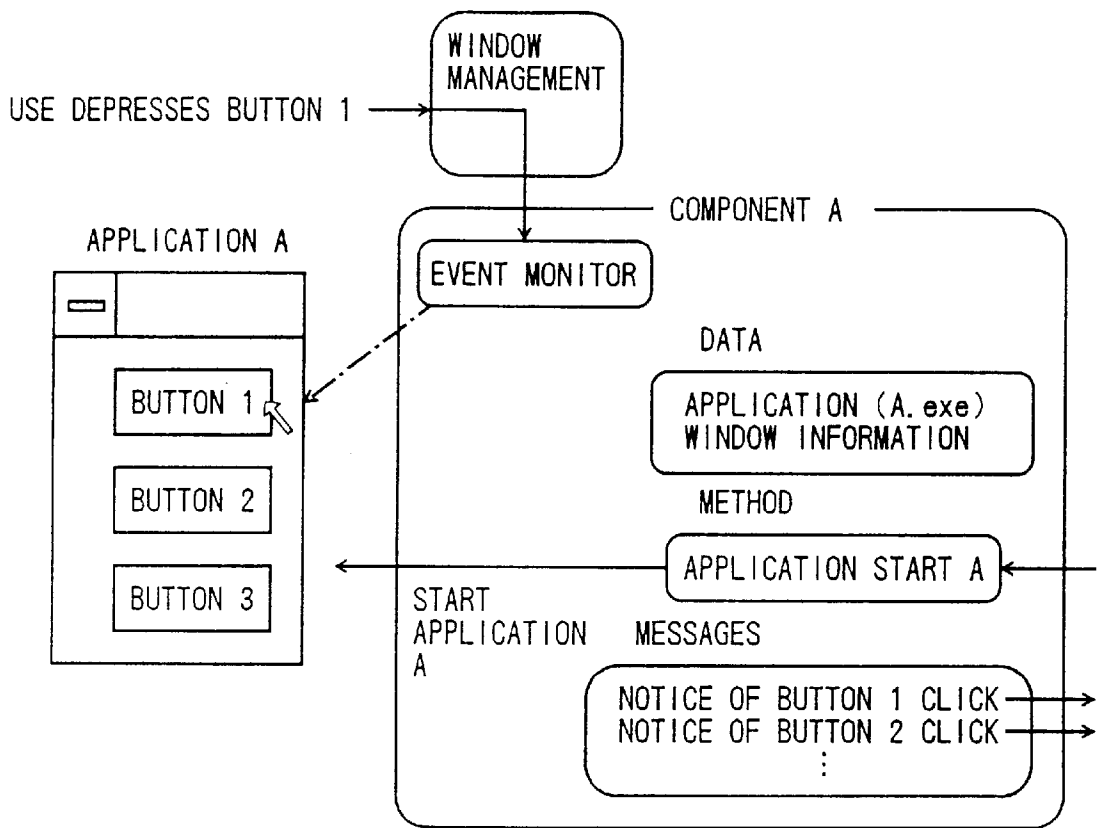 WINDOW
MANAGEMENT
USE DEPRESSES BUTTON 1
COMPONENT A
APPLICATION A
EVENT MONITOR
DATA
BUTTON 1
APPLICATION (A.exe)
WINDOW INFORMATION
BUTTON 2
METHOD
APPLICATION START A
BUTTON 3
START
APPLICATION
A
MESSAGES
NOTICE OF BUTTON 1 CLICK
NOTICE OF BUTTON 2 CLICK
⋮